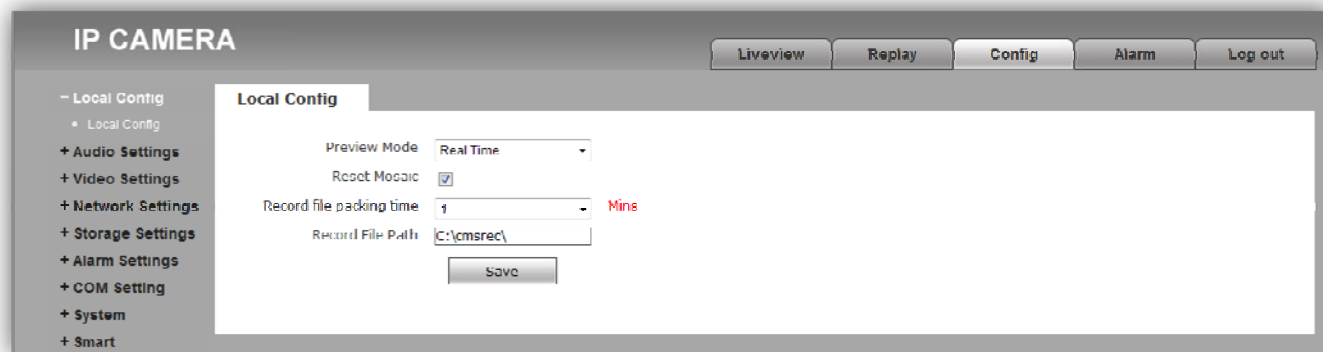 IP CAMERA
Liveview Replay Config Alarm Log out
− Local Config
• Local Config
+ Audio Settings
+ Video Settings
+ Network Settings
+ Storage Settings
+ Alarm Settings
+ COM Setting
+ System
+ Smart
Local Config
Preview Mode Real Time
Reset Mosaic
Record file packing time 1 Mins
Record File Path C:\cmsrec\
Save